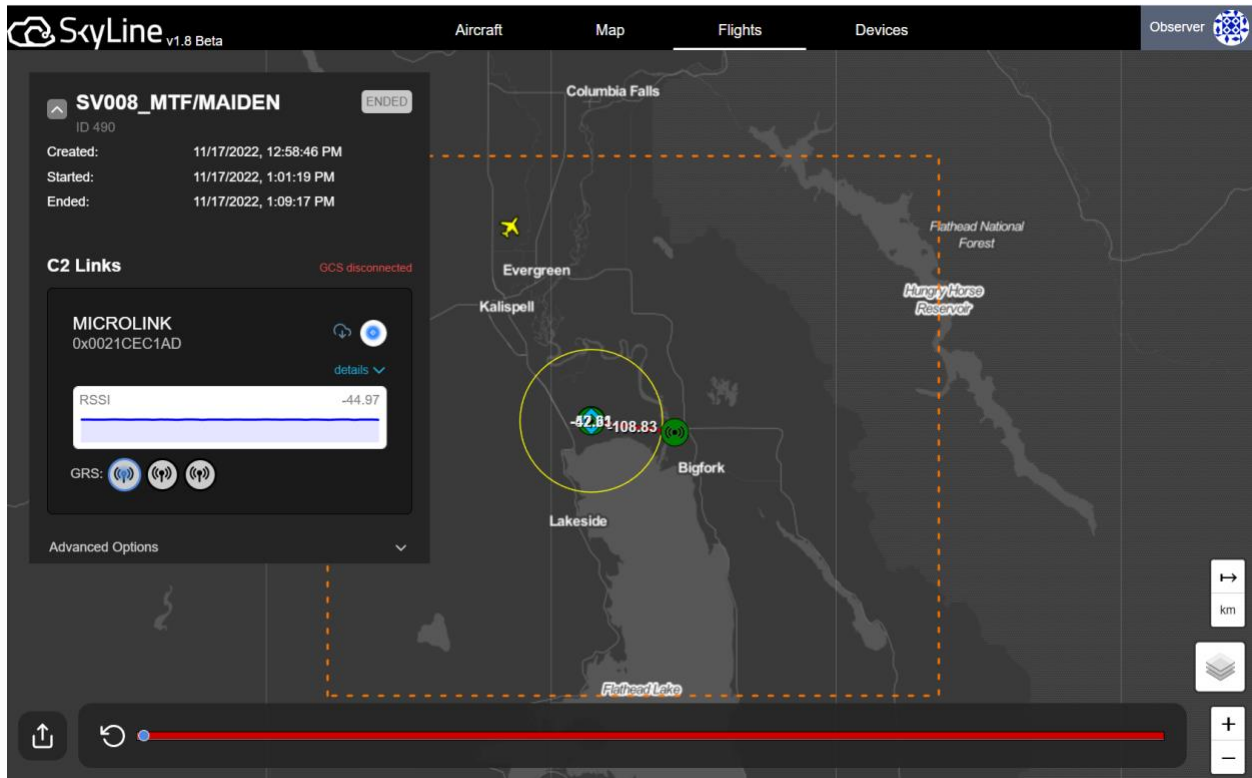 SkyLine v1.8 Beta
Aircraft
Map
Flights
Devices
Observer
SV008_MTF/MAIDEN
ENDED
ID 490
Created: 11/17/2022, 12:58:46 PM
Started: 11/17/2022, 1:01:19 PM
Ended: 11/17/2022, 1:09:17 PM
C2 Links
GCS disconnected
MICROLINK
0x0021CEC1AD
details
RSSI -44.97
GRS:
Advanced Options
Columbia Falls
Flathead National
Forest
Evergreen
Hungry Horse
Reservoir
Kalispell
-108.83
Bigfork
Lakeside
Flathead Lake
km